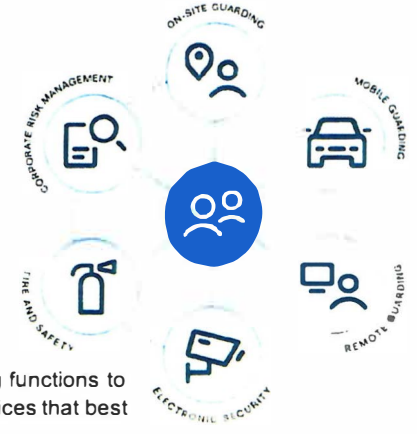 ON-SITE GUARDING
CORPORATE RISK MANAGEMENT
MOBILE GUARDING
FIRE AND SAFETY
REMOTE GUARDING
ELECTRONIC SECURITY
g functions to
ices that best